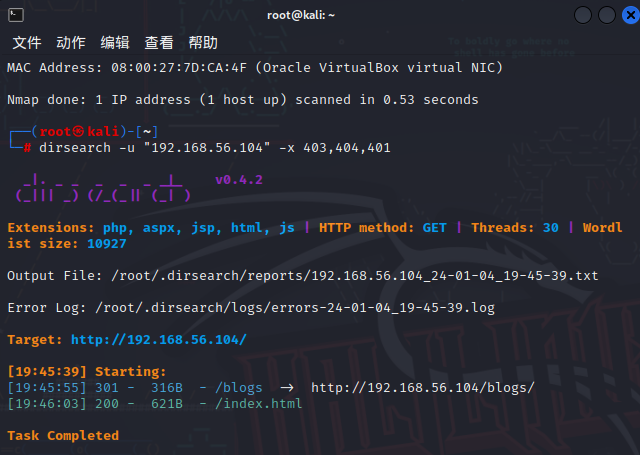 root@kali: ~
文件 动作 编辑 查看 帮助
MAC Address: 08:00:27:7D:CA:4F (Oracle VirtualBox virtual NIC)
Nmap done: 1 IP address (1 host up) scanned in 0.53 seconds
┌──(root㉿kali)-[~]
└─# dirsearch -u "192.168.56.104" -x 403,404,401
  _|. _ _  _  _  _ _|_    v0.4.2
 (_||| _) (/_(_|| (_| )
Extensions: php, aspx, jsp, html, js | HTTP method: GET | Threads: 30 | Wordl
ist size: 10927
Output File: /root/.dirsearch/reports/192.168.56.104_24-01-04_19-45-39.txt
Error Log: /root/.dirsearch/logs/errors-24-01-04_19-45-39.log
Target: http://192.168.56.104/
[19:45:39] Starting:
[19:45:55] 301 -  316B  - /blogs  ->  http://192.168.56.104/blogs/
[19:46:03] 200 -  621B  - /index.html
Task Completed